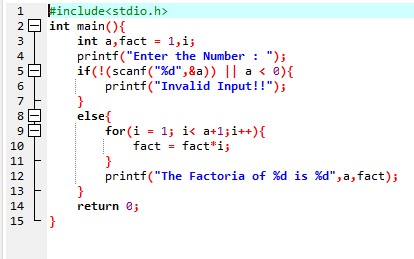 1 #include<stdio.h>
2 int main(){
3 int a,fact = 1,i;
4 printf("Enter the Number : ");
5 if(!(scanf("%d",&a)) || a < 0){
6 printf("Invalid Input!!");
7 }
8 else{
9 for(i = 1; i< a+1;i++){
10 fact = fact*i;
11 }
12 printf("The Factoria of %d is %d",a,fact);
13 }
14 return 0;
15 }